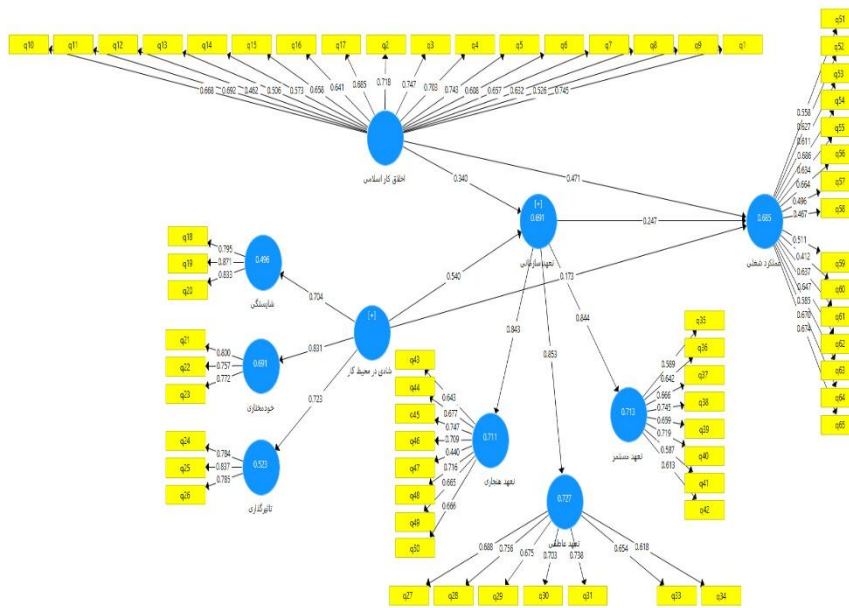 q10 q11 q12 q13 q14 q15 q16 q17 q2 q3 q4 q5 q6 q7 q8 q9 q1
0.668 0.692 0.462 0.506 0.573 0.658 0.641 0.685 0.718 0.747 0.703 0.743 0.608 0.657 0.632 0.526 0.745
اخلاق کار اسلامی
q51
q52
q53
q54
q55
q56
q57
q58
0.558
0.627
0.611
0.686
0.634
0.664
0.496
0.467
0.685
عملکرد شغلی
0.511
0.412
0.637
0.647
0.585
0.670
0.674
q59
q60
q61
q62
q63
q64
q65
0.340
0.471
[+]
0.691
تعهد سازمانی
0.247
0.540
0.173
q18
q19
q20
0.795
0.871
0.833
0.496
شایستگی
0.704
[+]
شادی در محیط کار
q21
q22
q23
0.800
0.757
0.772
0.691
خودمختاری
0.831
q24
q25
q26
0.784
0.837
0.785
0.523
تاثیرگذاری
0.723
0.843
0.853
0.844
q43
q44
q45
q46
q47
q48
q49
q50
0.643
0.677
0.747
0.709
0.440
0.716
0.665
0.666
0.711
تعهد هنجاری
q35
q36
q37
q38
q39
q40
q41
q42
0.589
0.642
0.666
0.745
0.659
0.719
0.587
0.613
0.713
تعهد مستمر
0.727
تعهد عاطفی
0.688 0.756 0.675 0.703 0.738 0.654 0.618
q27 q28 q29 q30 q31 q33 q34